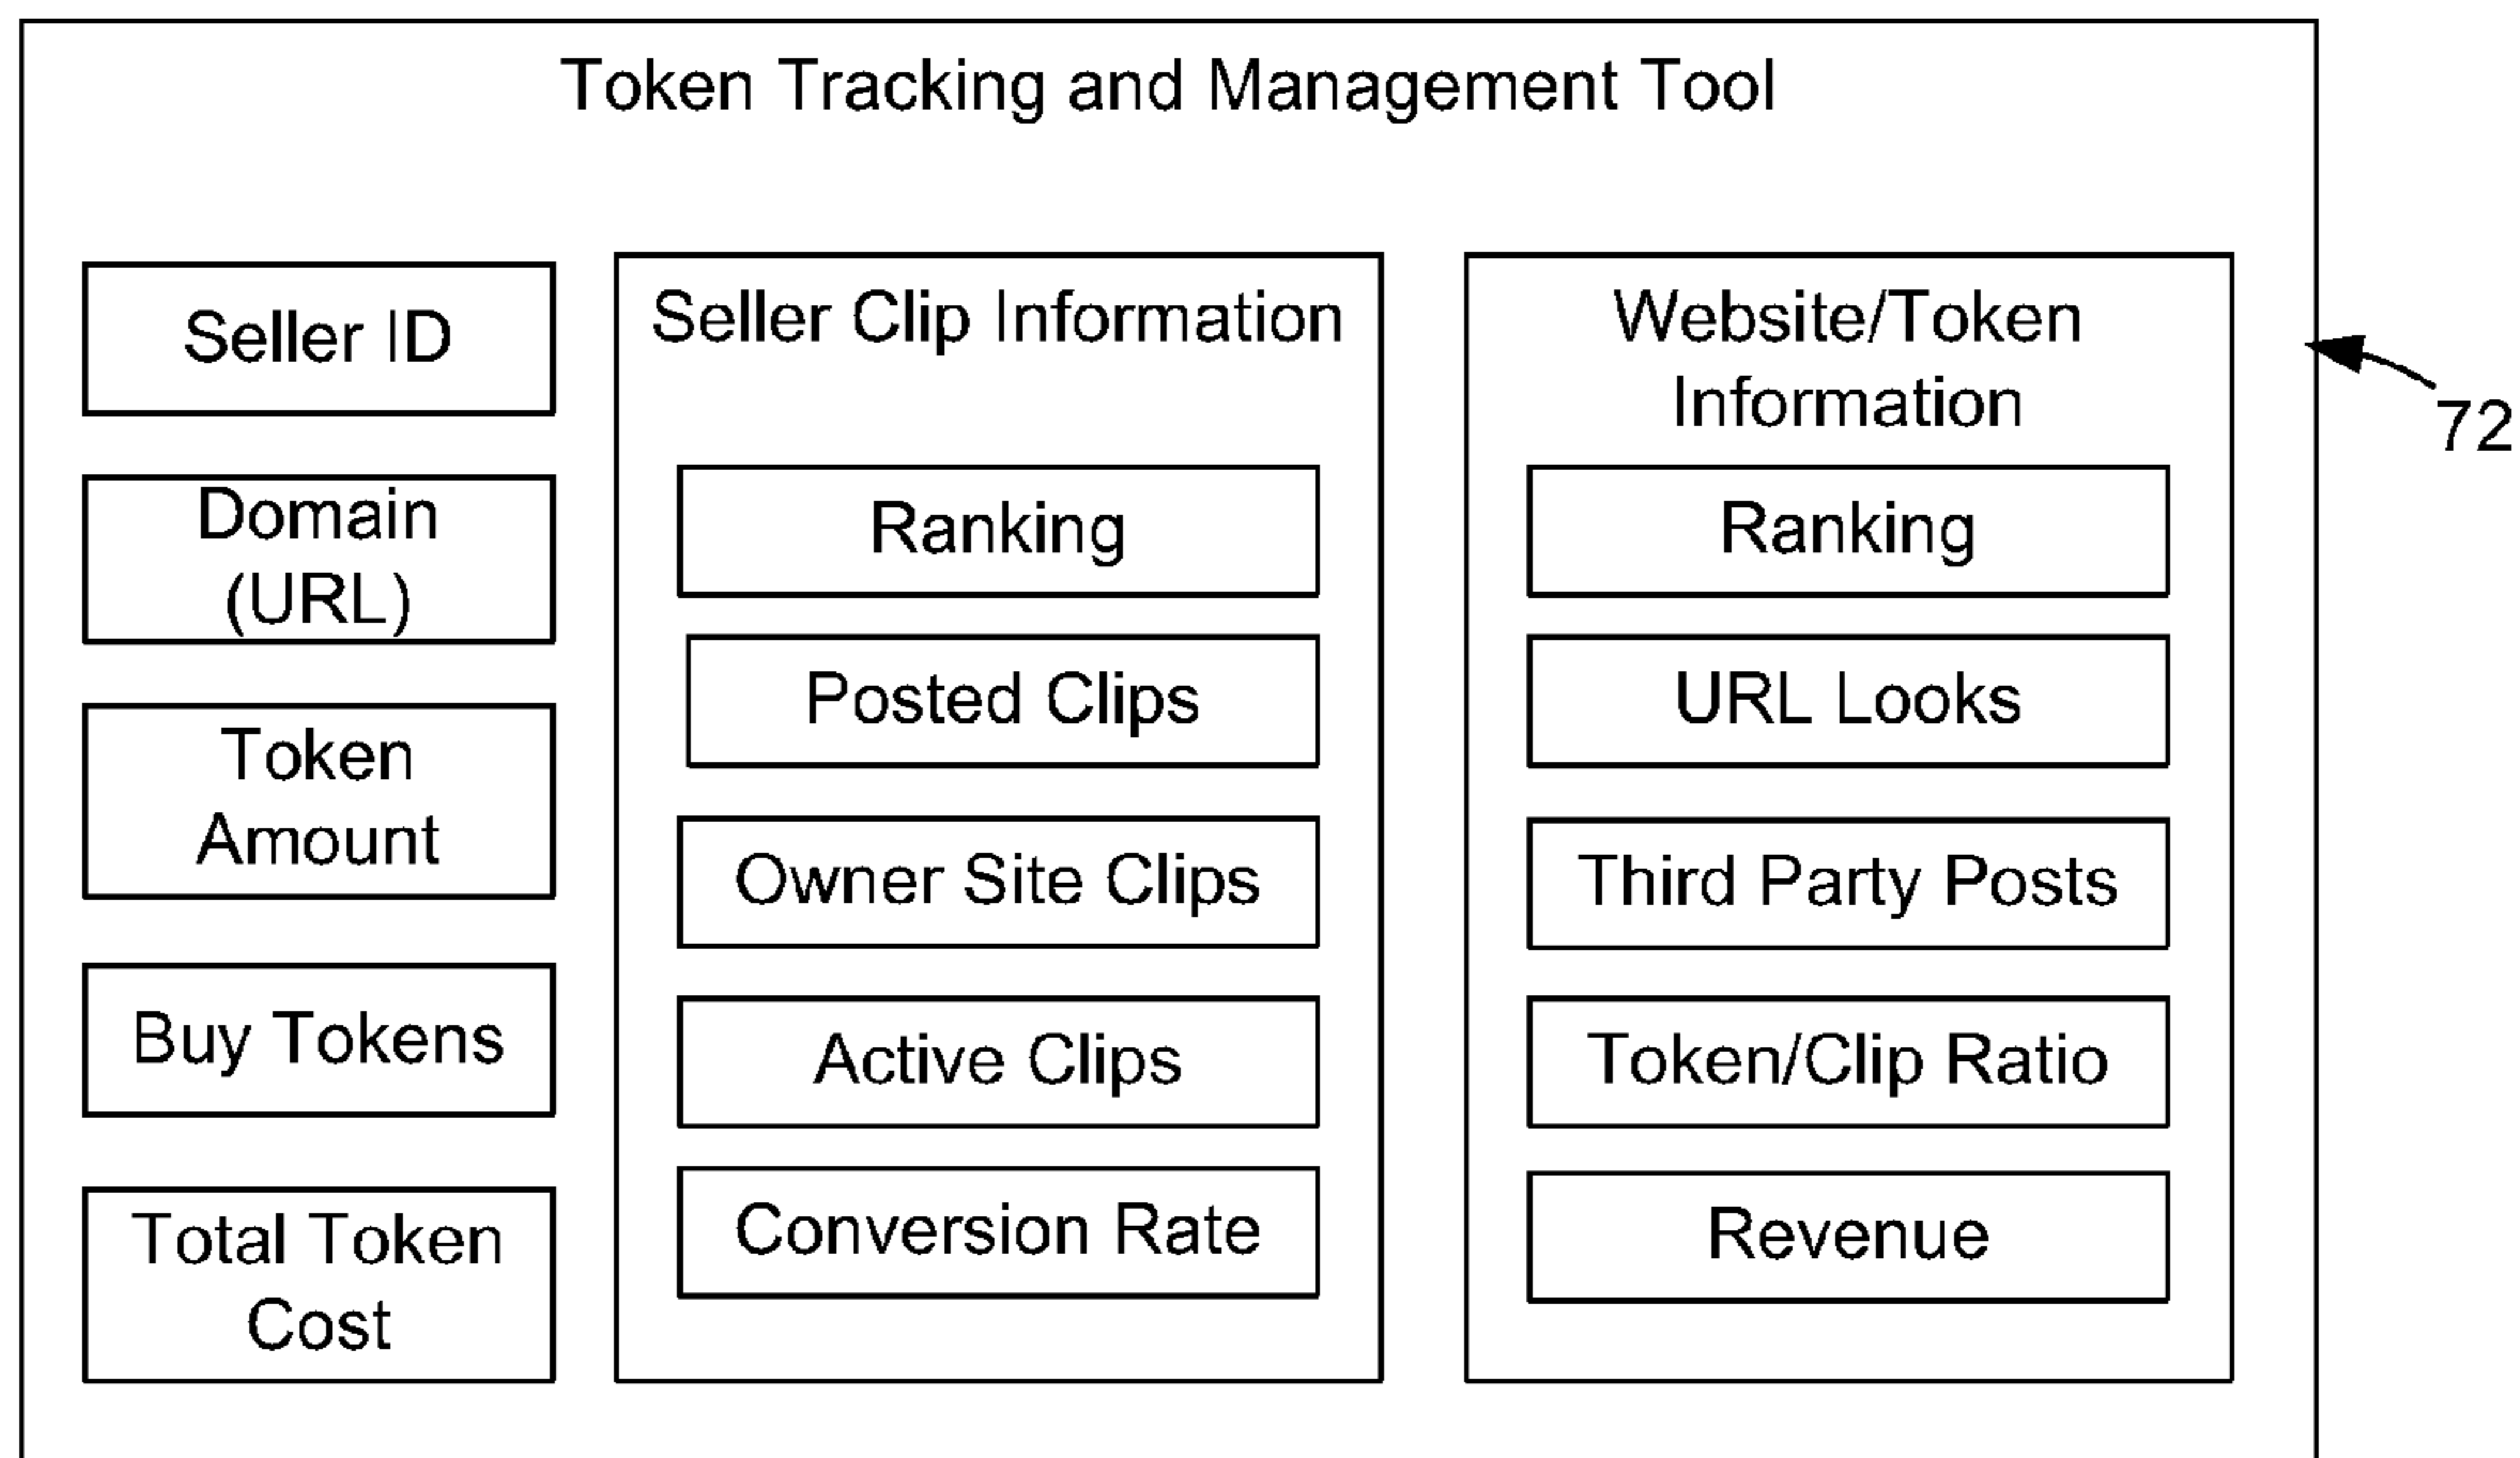 Token Tracking and Management Tool
Seller ID
Domain
(URL)
Token
Amount
Buy Tokens
Total Token
Cost
Seller Clip Information
Ranking
Posted Clips
Owner Site Clips
Active Clips
Conversion Rate
Website/Token
Information
Ranking
URL Looks
Third Party Posts
Token/Clip Ratio
Revenue
72